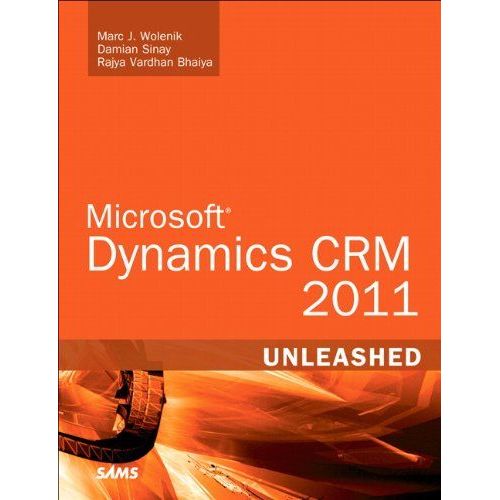 Marc J. Wolenik
Damian Sinay
Rajya Vardhan Bhaiya
Microsoft®
Dynamics CRM
2011
UNLEASHED
SAMS